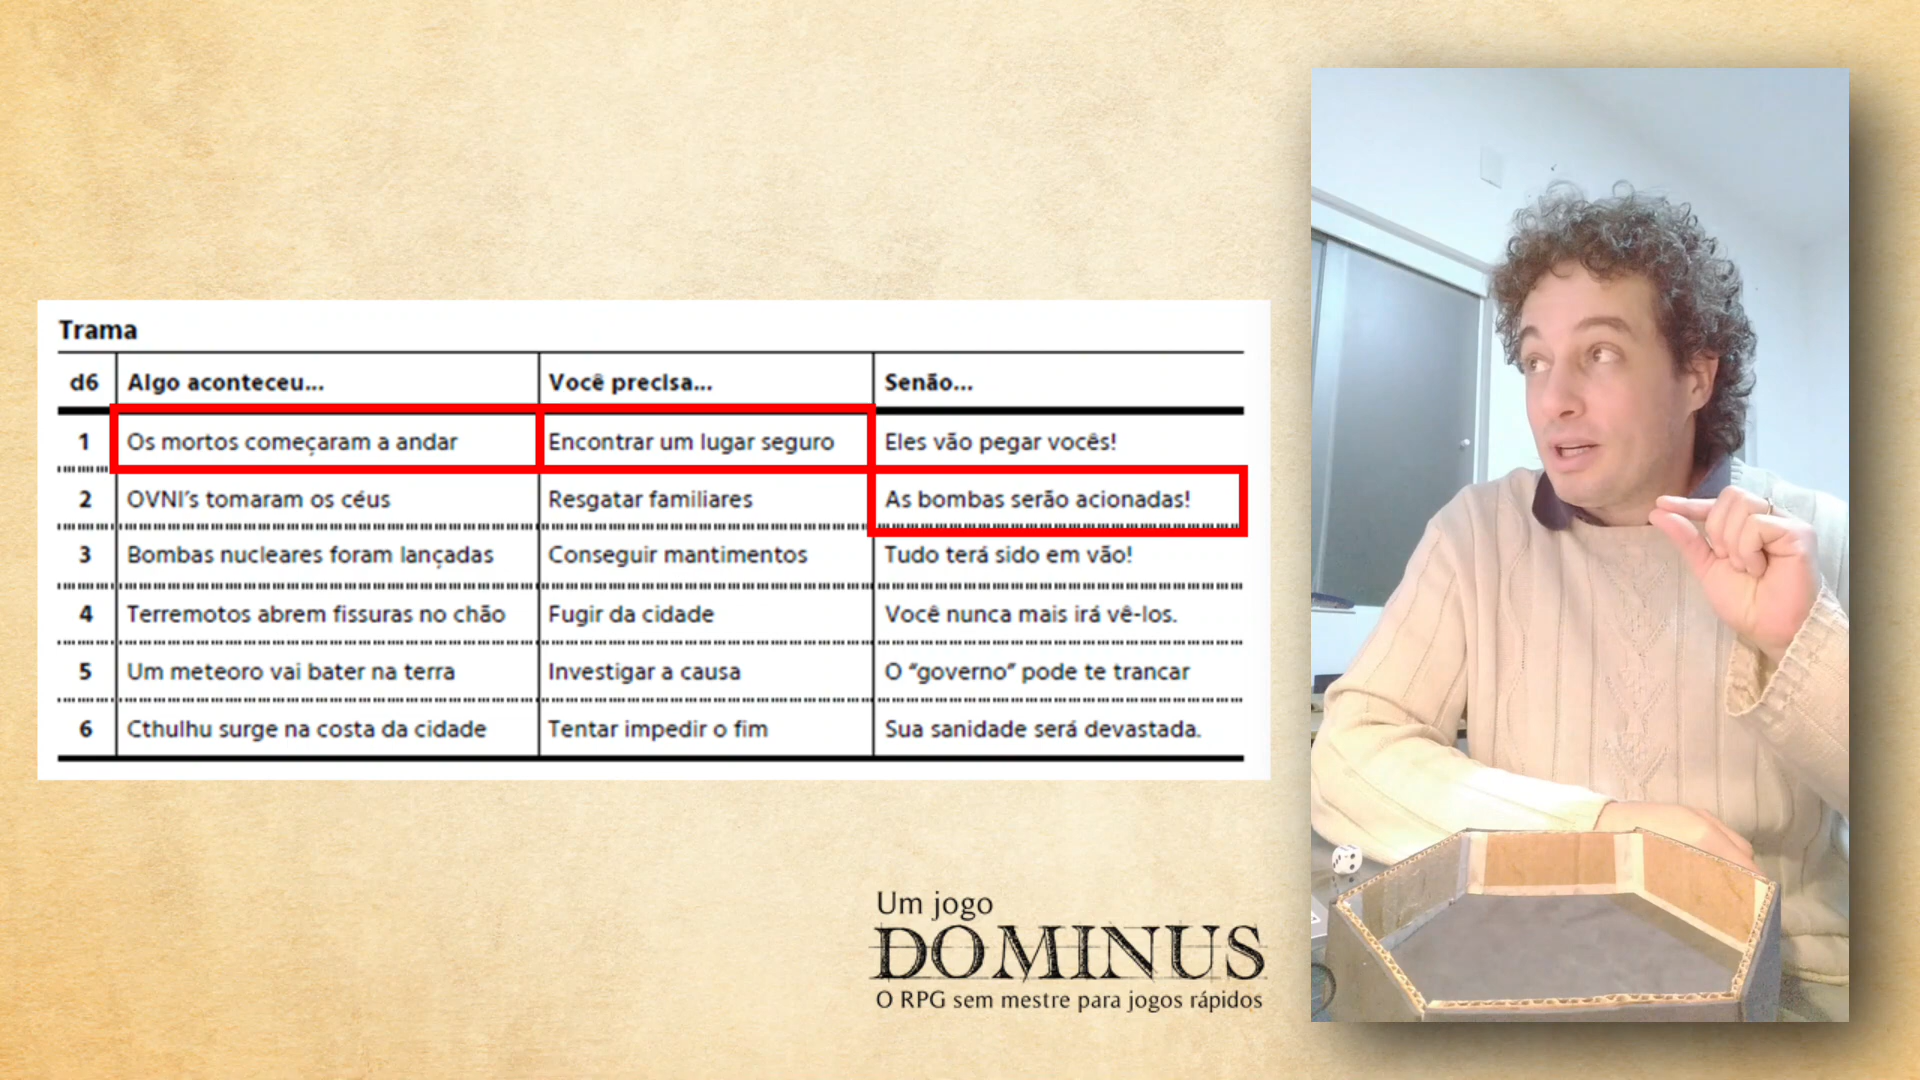 Trama
d6 Algo aconteceu... Você precisa... Senão...
1 Os mortos começaram a andar Encontrar um lugar seguro Eles vão pegar vocês!
2 OVNI's tomaram os céus Resgatar familiares As bombas serão acionadas!
3 Bombas nucleares foram lançadas Conseguir mantimentos Tudo terá sido em vão!
4 Terremotos abrem fissuras no chão Fugir da cidade Você nunca mais irá vê-los.
5 Um meteoro vai bater na terra Investigar a causa O "governo" pode te trancar
6 Cthulhu surge na costa da cidade Tentar impedir o fim Sua sanidade será devastada.
Um jogo
DOMINUS
O RPG sem mestre para jogos rápidos